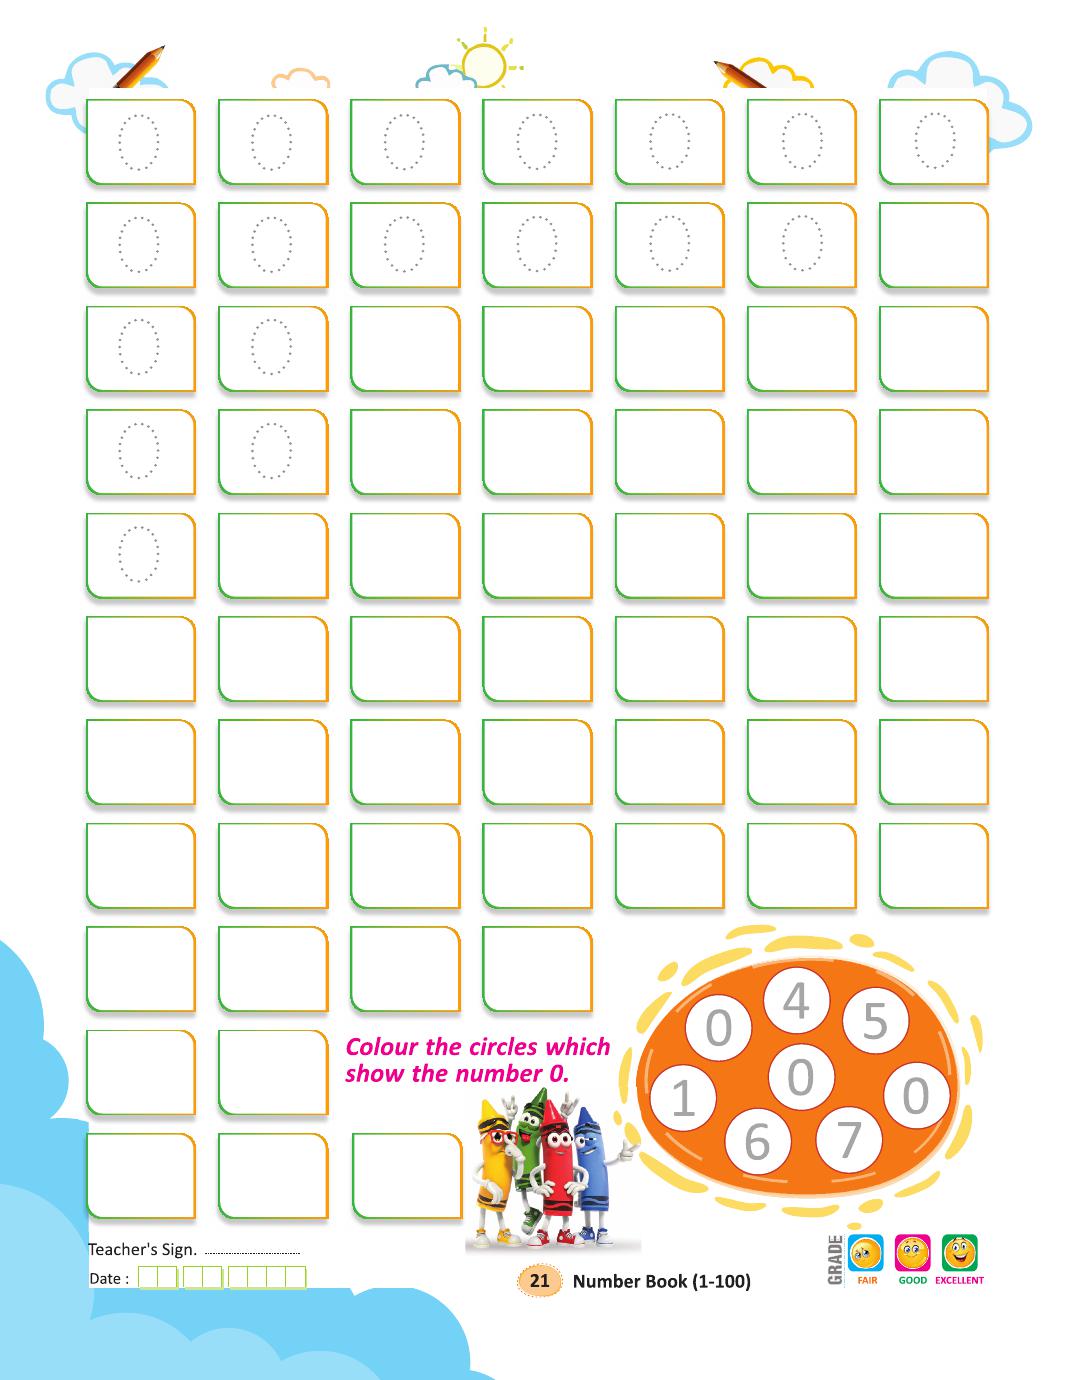 0 0 0 0 0 0 0
0 0 0 0 0 0
0 0
0 0
0
4
0 5
0
1 0
6 7
Colour the circles which
show the number 0.
Teacher's Sign. ........................
Date :
21 Number Book (1-100)
GRADE
FAIR GOOD EXCELLENT